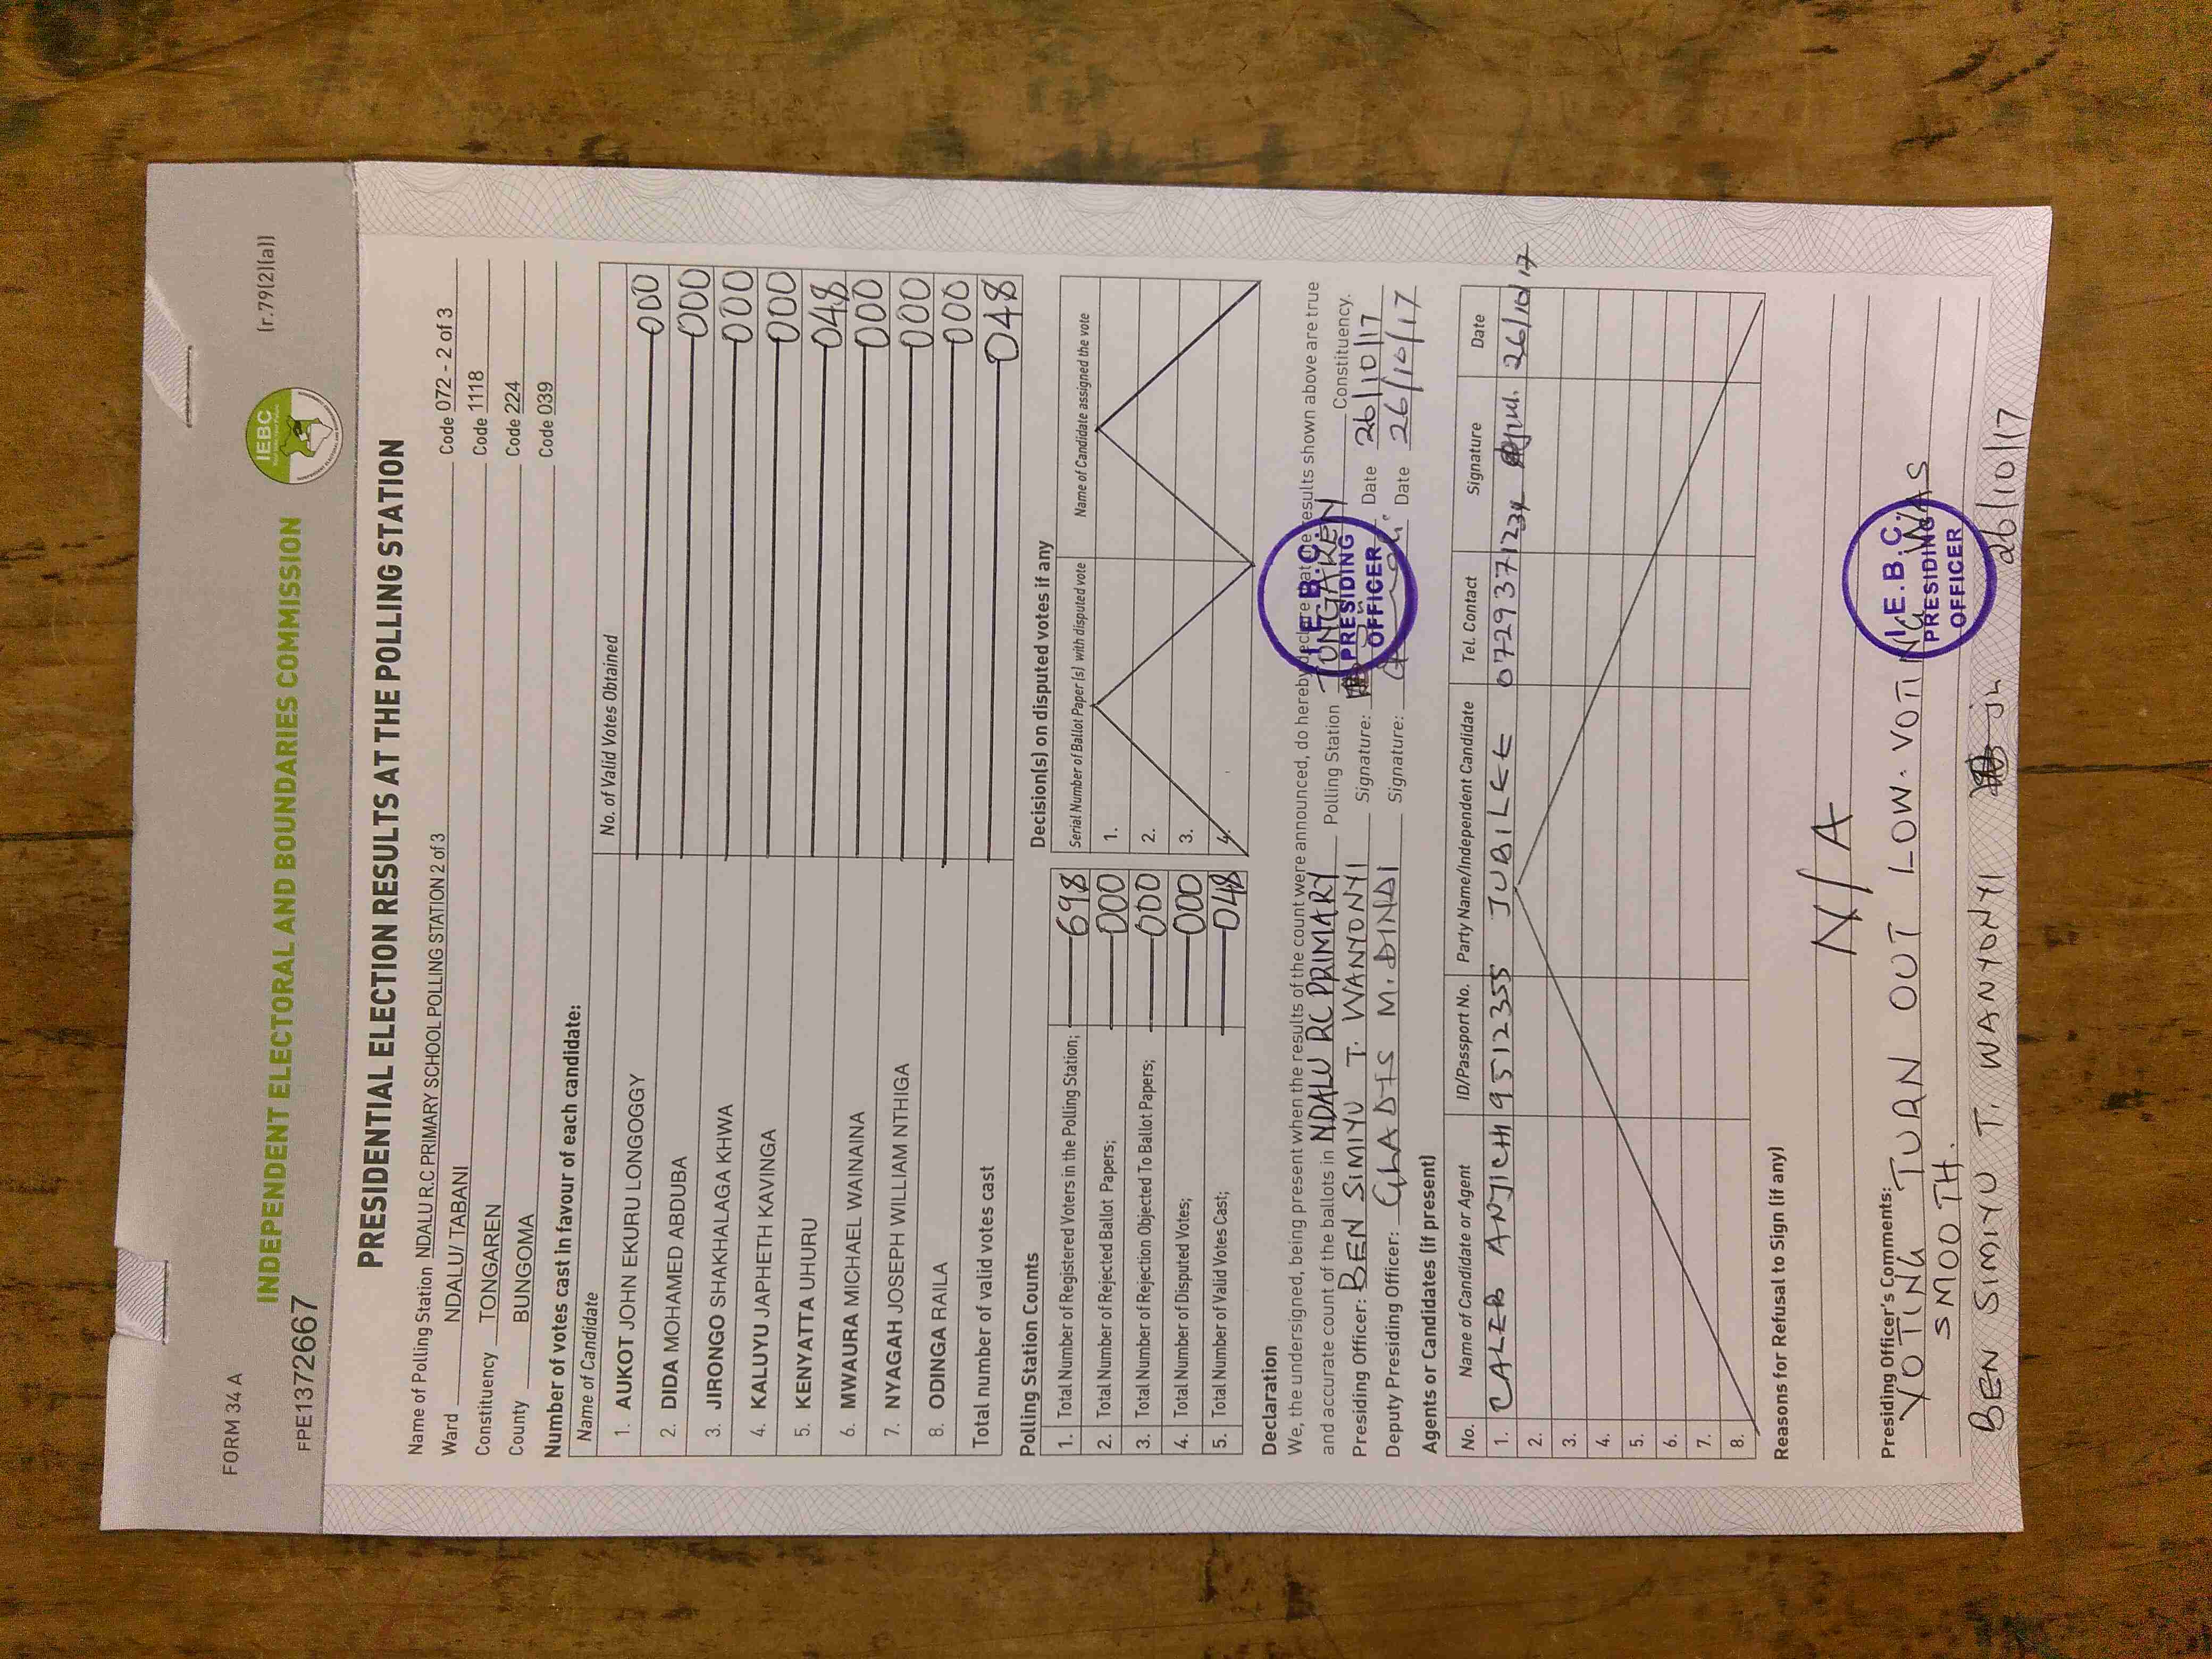 FORM 34 A
(r.79(2)(a))
INDEPENDENT ELECTORAL AND BOUNDARIES COMMISSION
IEBC
FPE1372667
PRESIDENTIAL ELECTION RESULTS AT THE POLLING STATION
Name of Polling Station NDALU R.C PRIMARY SCHOOL POLLING STATION 2 of 3 Code 072 - 2 of 3
Ward NDALU/ TABANI Code 1118
Constituency TONGAREN Code 224
County BUNGOMA Code 039
Number of votes cast in favour of each candidate:
Name of Candidate No. of Valid Votes Obtained
1. AUKOT JOHN EKURU LONGOGGY 000
2. DIDA MOHAMED ABDUBA 000
3. JIRONGO SHAKHALAGA KHWA 000
4. KALUYU JAPHETH KAVINGA 000
5. KENYATTA UHURU 048
6. MWAURA MICHAEL WAINAINA 000
7. NYAGAH JOSEPH WILLIAM NTHIGA 000
8. ODINGA RAILA 000
Total number of valid votes cast 048
Polling Station Counts
1. Total Number of Registered Voters in the Polling Station; 698
2. Total Number of Rejected Ballot Papers; 000
3. Total Number of Rejection Objected To Ballot Papers; 000
4. Total Number of Disputed Votes; 000
5. Total Number of Valid Votes Cast; 048
Decision(s) on disputed votes if any
Serial Number of Ballot Paper (s) with disputed vote Name of Candidate assigned the vote
1.
2.
3.
4.
Declaration
We, the undersigned, being present when the results of the count were announced, do hereby declare that the results shown above are true
and accurate count of the ballots in NDALU RC PRIMARY Polling Station TONGAREN Constituency.
Presiding Officer: BEN SIMIYU T. WANYONYI Signature: Date 26/10/17
Deputy Presiding Officer: GLADIS M. DINDI Signature: Date 26/10/17
I.E.B.C.
PRESIDING
OFFICER
Agents or Candidates (if present)
No. Name of Candidate or Agent ID/Passport No. Party Name/Independent Candidate Tel. Contact Signature Date
1. CALEB ANJICHI 9512355 JUBILEE 0729371234 26/10/17
2.
3.
4.
5.
6.
7.
8.
Reasons for Refusal to Sign (if any)
N/A
Presiding Officer's Comments:
VOTING TURN OUT LOW. VOTING WAS
SMOOTH.
I.E.B.C.
PRESIDING
OFFICER
BEN SIMIYU T. WANYONYI 26/10/17